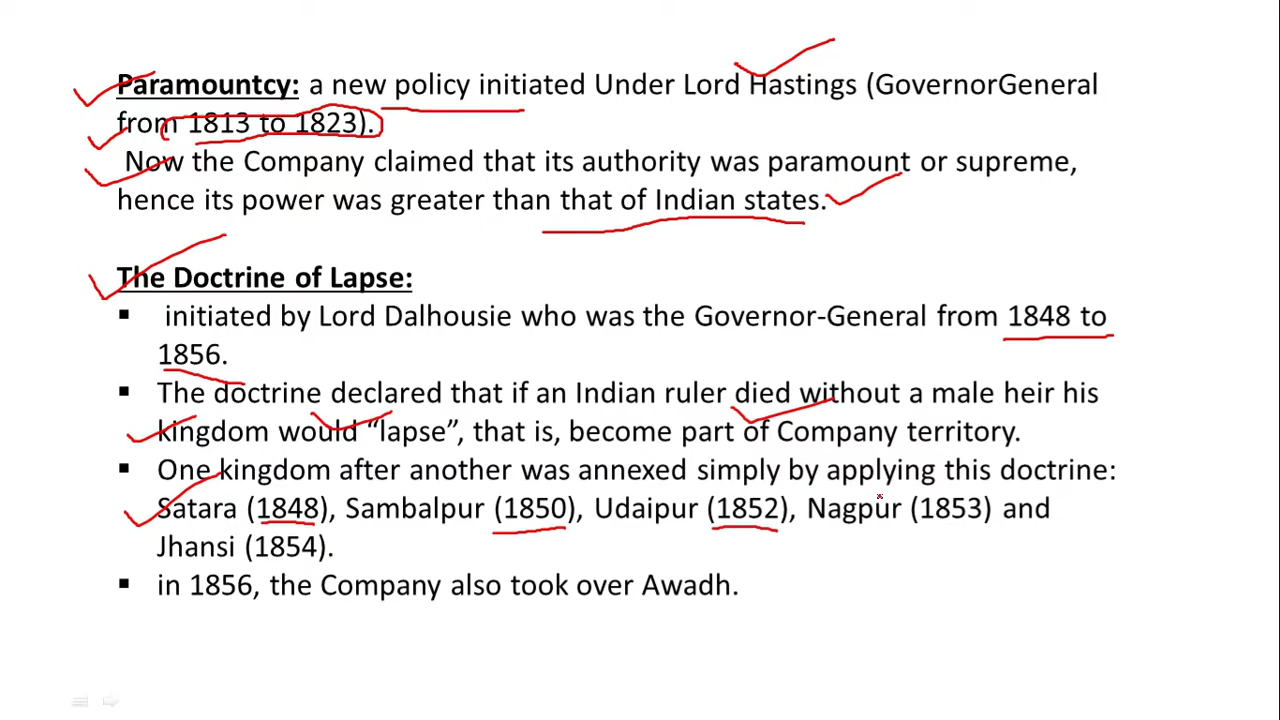 Paramountcy: a new policy initiated Under Lord Hastings (GovernorGeneral
from 1813 to 1823).
Now the Company claimed that its authority was paramount or supreme,
hence its power was greater than that of Indian states.
The Doctrine of Lapse:
▪ initiated by Lord Dalhousie who was the Governor-General from 1848 to
1856.
▪ The doctrine declared that if an Indian ruler died without a male heir his
kingdom would “lapse”, that is, become part of Company territory.
▪ One kingdom after another was annexed simply by applying this doctrine:
Satara (1848), Sambalpur (1850), Udaipur (1852), Nagpur (1853) and
Jhansi (1854).
▪ in 1856, the Company also took over Awadh.